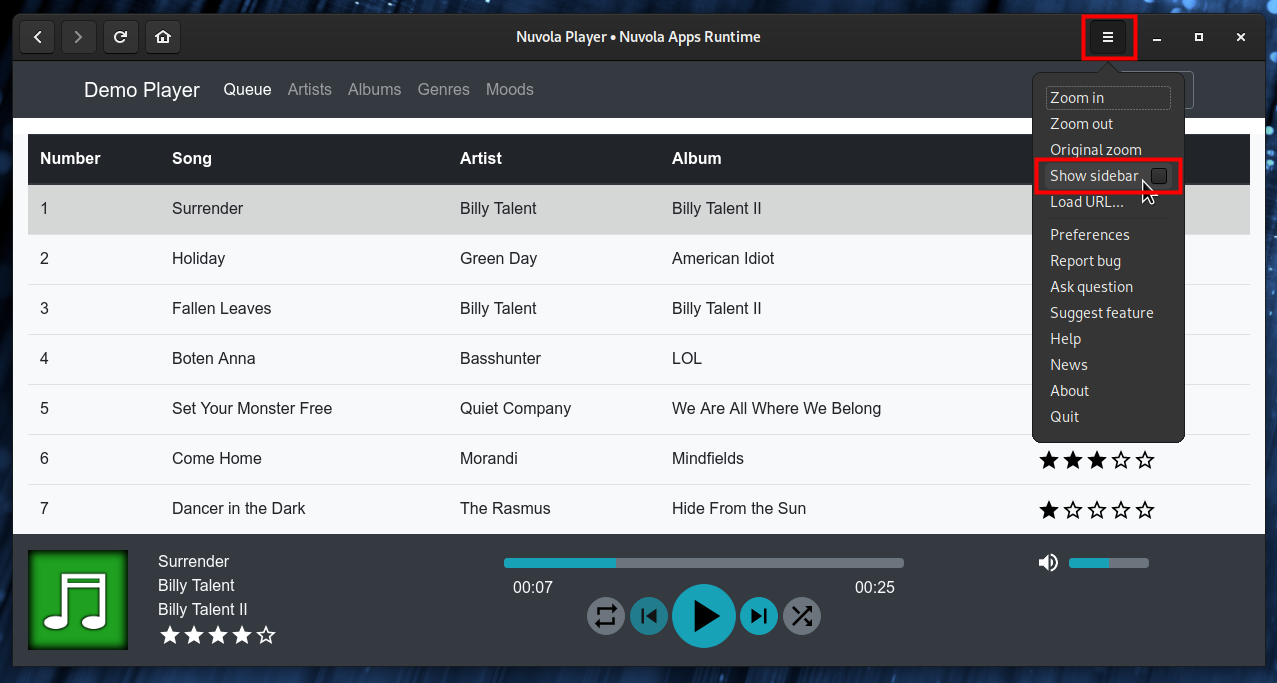 Nuvola Player • Nuvola Apps Runtime
Demo Player Queue Artists Albums Genres Moods
Zoom in
Zoom out
Original zoom
Show sidebar
Load URL...
Preferences
Report bug
Ask question
Suggest feature
Help
News
About
Quit
Number Song Artist Album
1 Surrender Billy Talent Billy Talent II
2 Holiday Green Day American Idiot
3 Fallen Leaves Billy Talent Billy Talent II
4 Boten Anna Basshunter LOL
5 Set Your Monster Free Quiet Company We Are All Where We Belong
6 Come Home Morandi Mindfields
7 Dancer in the Dark The Rasmus Hide From the Sun
Surrender
Billy Talent
Billy Talent II
00:07 00:25